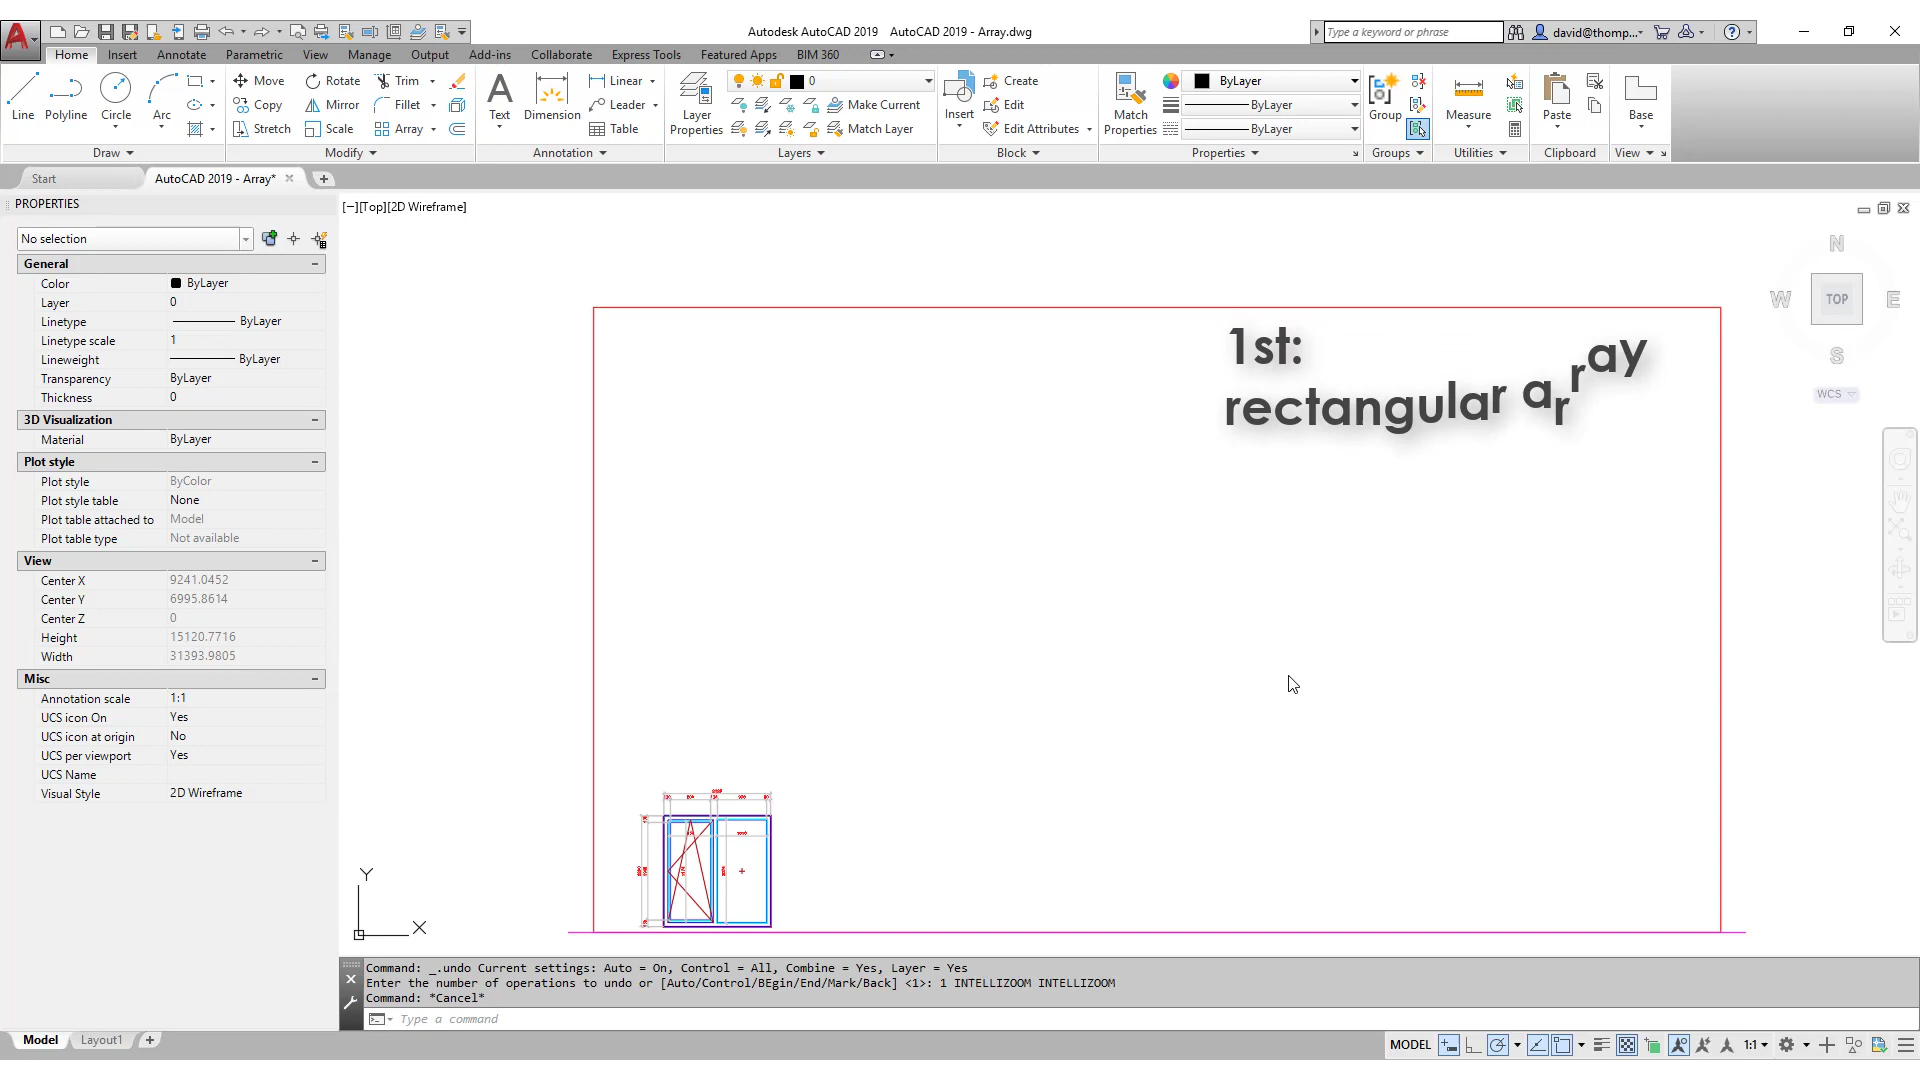 Autodesk AutoCAD 2019 AutoCAD 2019 - Array.dwg
Type a keyword or phrase
david@thomp...
Home Insert Annotate Parametric View Manage Output Add-ins Collaborate Express Tools Featured Apps BIM 360
Line Polyline Circle Arc
Draw
Move Rotate Trim
Copy Mirror Fillet
Stretch Scale Array
Modify
Text Dimension
Linear
Leader
Table
Annotation
Layer Properties
0
Make Current
Match Layer
Layers
Insert
Create
Edit
Edit Attributes
Block
Match Properties
ByLayer
ByLayer
ByLayer
Properties
Group
Groups
Measure
Utilities
Paste
Clipboard
Base
View
Start AutoCAD 2019 - Array*
PROPERTIES
No selection
General
Color ByLayer
Layer 0
Linetype ByLayer
Linetype scale 1
Lineweight ByLayer
Transparency ByLayer
Thickness 0
3D Visualization
Material ByLayer
Plot style
Plot style ByColor
Plot style table None
Plot table attached to Model
Plot table type Not available
View
Center X 9241.0452
Center Y 6995.8614
Center Z 0
Height 15120.7716
Width 31393.9805
Misc
Annotation scale 1:1
UCS icon On Yes
UCS icon at origin No
UCS per viewport Yes
UCS Name
Visual Style 2D Wireframe
[−][Top][2D Wireframe]
1st:
rectangular array
N
W TOP E
S
WCS
Y
X
Command: _.undo Current settings: Auto = On, Control = All, Combine = Yes, Layer = Yes
Enter the number of operations to undo or [Auto/Control/BEgin/End/Mark/Back] <1>: 1 INTELLIZOOM INTELLIZOOM
Command: *Cancel*
Type a command
Model Layout1
MODEL 1:1